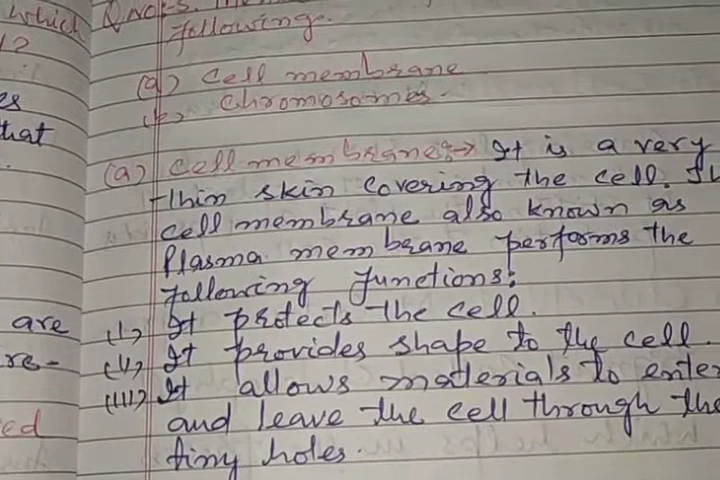 which
Q No-3.
following.
12
(a) Cell membrane
Chromosomes.
es
that
(a) Cell membrane:→ It is a very
thin skin covering the cell.
cell membrane also known as
Plasma membrane performs the
following functions:
are
(i) It protects the cell.
re-
(ii) It provides shape to the cell.
(iii) It allows materials to enter
and leave the cell through the
ed
tiny holes.